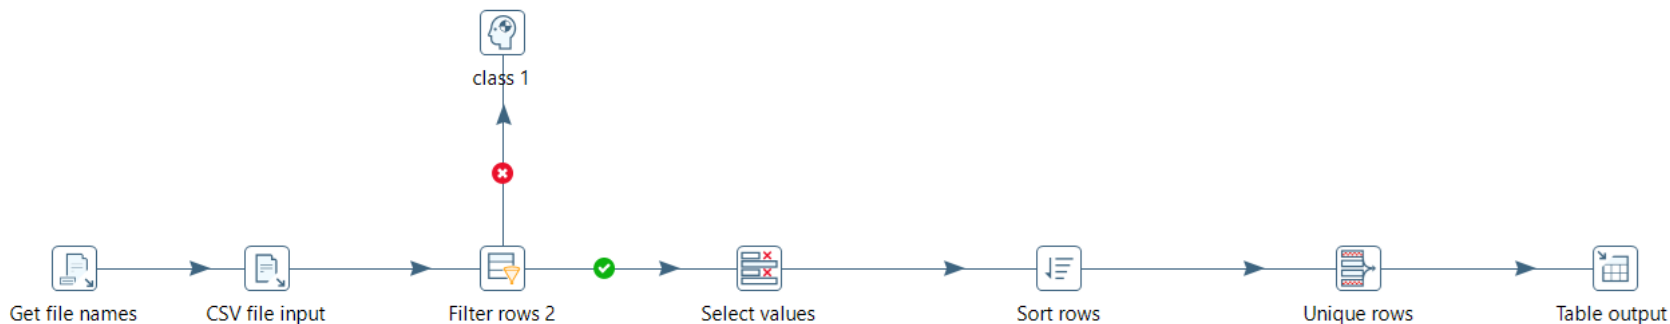 class 1
Get file names
CSV file input
Filter rows 2
Select values
Sort rows
Unique rows
Table output